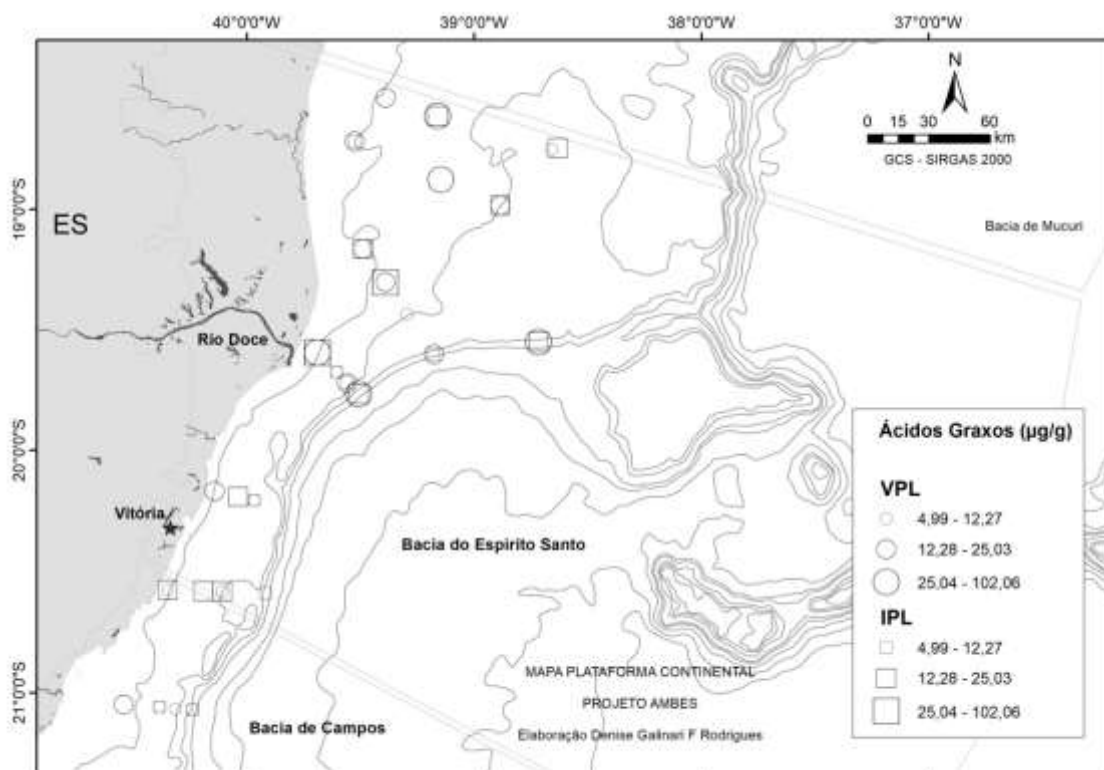 40°0'0"W 39°0'0"W 38°0'0"W 37°0'0"W
N
0 15 30 60
km
GCS - SIRGAS 2000
19°0'0"S
ES
Bacia de Mucuri
Rio Doce
20°0'0"S
Vitória
Bacia do Espirito Santo
21°0'0"S
Bacia de Campos
MAPA PLATAFORMA CONTINENTAL
PROJETO AMBES
Elaboração Denise Galinari F Rodrigues
Ácidos Graxos (µg/g)
VPL
4,99 - 12,27
12,28 - 25,03
25,04 - 102,06
IPL
4,99 - 12,27
12,28 - 25,03
25,04 - 102,06